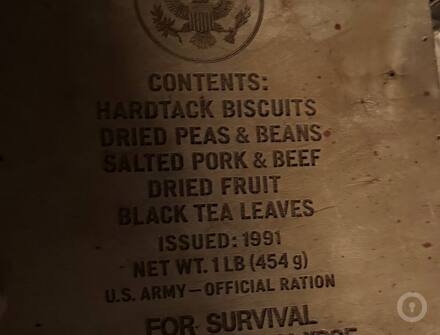 CONTENTS:
HARDTACK BISCUITS
DRIED PEAS & BEANS
SALTED PORK & BEEF
DRIED FRUIT
BLACK TEA LEAVES
ISSUED: 1991
NET WT. 1 LB (454 g)
U.S. ARMY—OFFICIAL RATION
FOR SURVIVAL